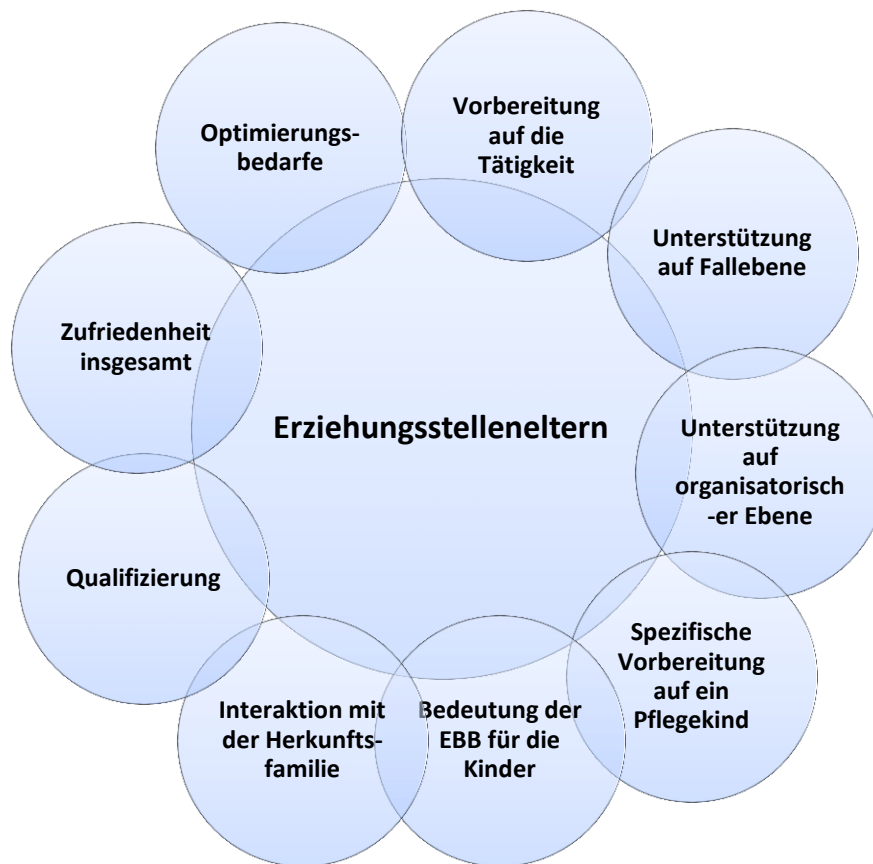 Vorbereitung
auf die
Tätigkeit
Unterstützung
auf Fallebene
Unterstützung
auf
organisatorisch
-er Ebene
Spezifische
Vorbereitung
auf ein
Pflegekind
Bedeutung der
EBB für die
Kinder
Interaktion mit
der Herkunfts-
familie
Qualifizierung
Zufriedenheit
insgesamt
Optimierungs-
bedarfe
Erziehungsstelleneltern